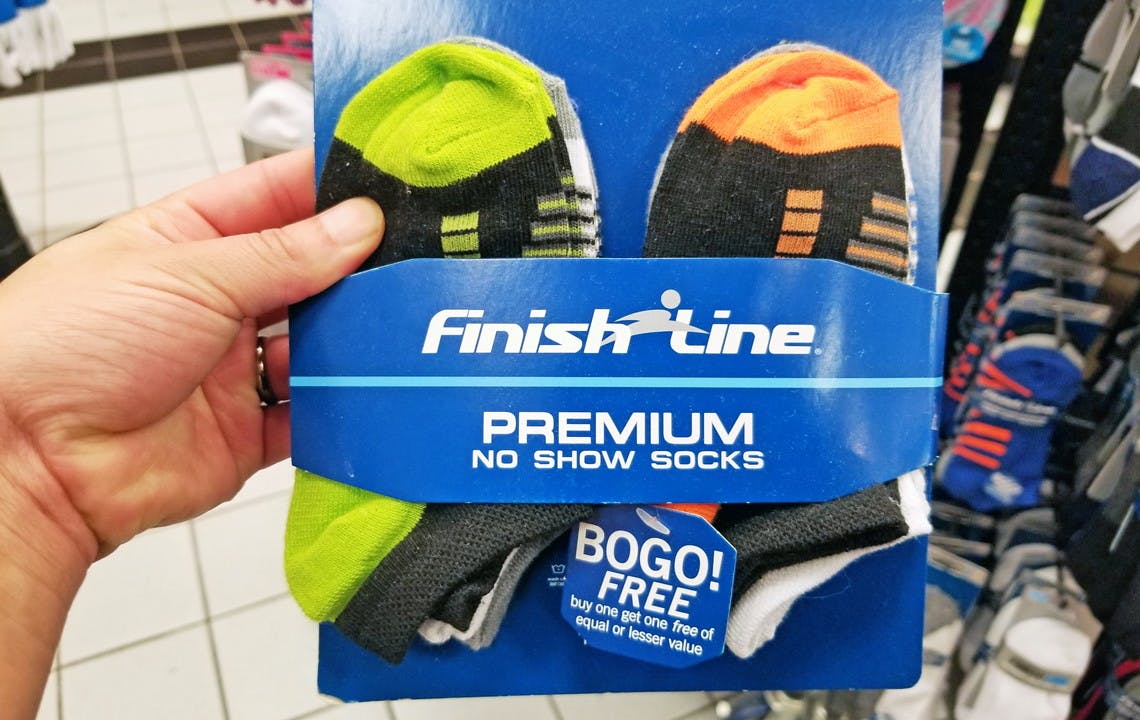 Finish Line
PREMIUM
NO SHOW SOCKS
BOGO!
FREE
buy one get one free of
equal or lesser value